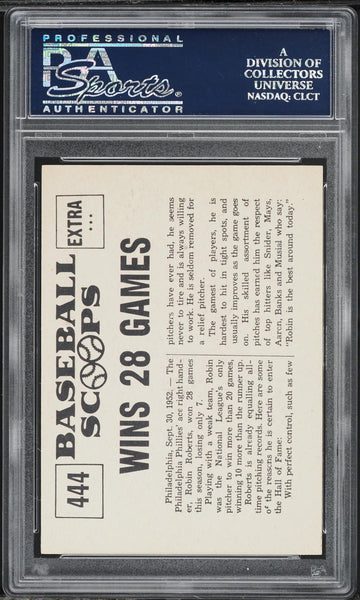 PROFESSIONAL
PSA
Sports
AUTHENTICATOR
A
DIVISION OF
COLLECTORS
UNIVERSE
NASDAQ: CLCT
444
BASEBALL
SCOOPS
EXTRA
...
WINS 28 GAMES
Philadelphia, Sept. 30, 1952. — The
Philadelphia Phillies' ace right hand-
er, Robin Roberts, won 28 games
this season, losing only 7.
Playing with a weak team, Robin
was the National League's only
pitcher to win more than 20 games,
winning 10 more than the runner up.
Roberts is already equalling all-
time pitching records. Here are some
of the reasons he is certain to enter
the Hall of Fame:
With perfect control, such as few
pitchers have ever had, he seems
never to tire and is always willing
to work. He is seldom removed for
a relief pitcher.
The gamest of players, he is
hardest to hit in tight spots, and
usually improves as the game goes
on. His skilled assortment of
pitches has earned him the respect
of top hitters like Snider, Mays,
Aaron, Banks and Musial who say:
"Robin is the best around today."